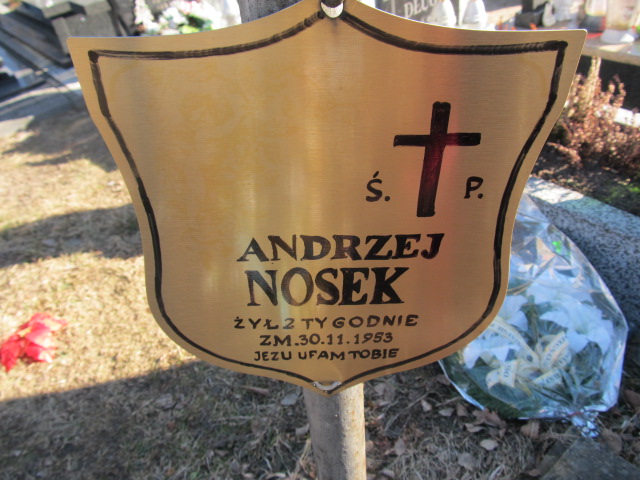 Ś. P.
ANDRZEJ
NOSEK
ŻYŁ 2 TYGODNIE
ZM. 30.11.1953
JEZU UFAM TOBIE